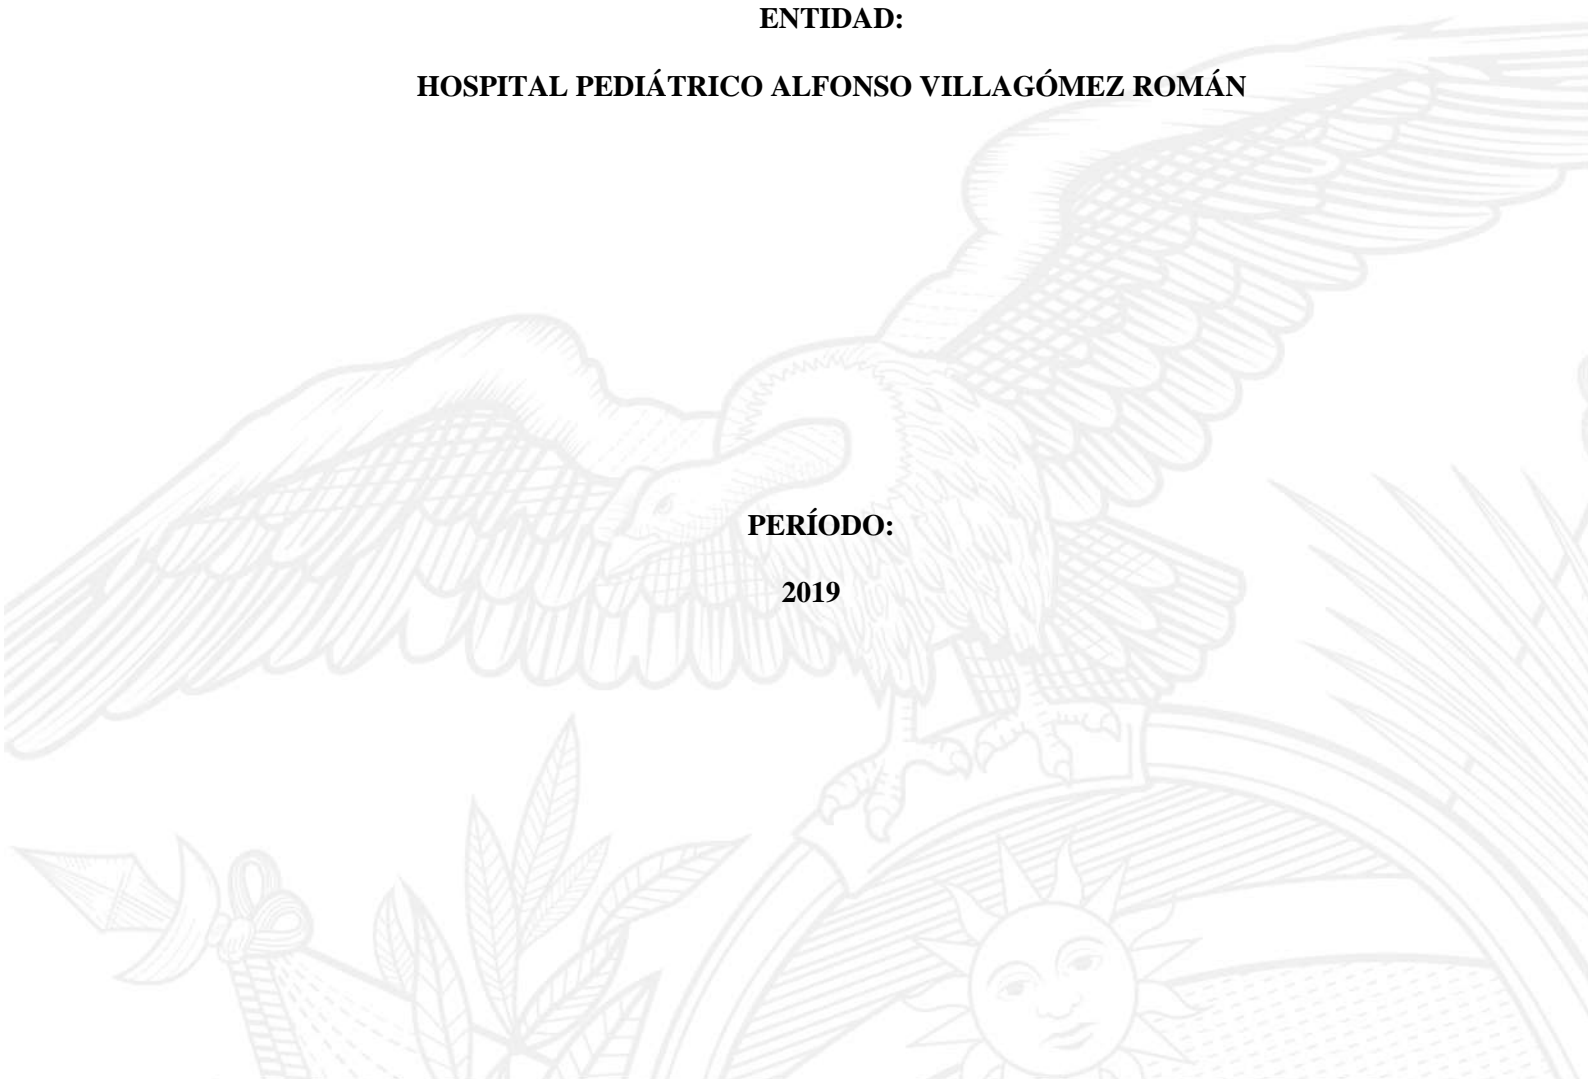 ENTIDAD:
HOSPITAL PEDIÁTRICO ALFONSO VILLAGÓMEZ ROMÁN
PERÍODO:
2019